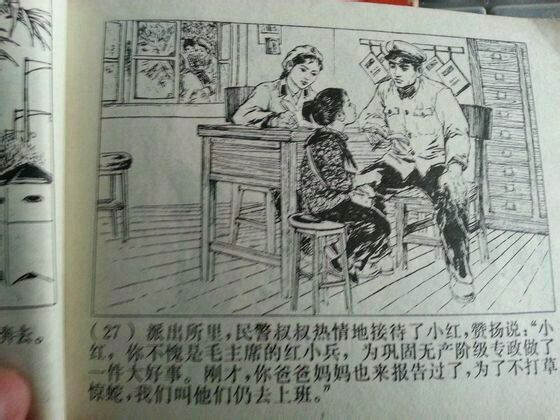 奔去。
(27) 派出所里，民警叔叔热情地接待了小红，赞扬说：“小
红，你不愧是毛主席的红小兵，为巩固无产阶级专政做了
一件大好事。刚才，你爸爸妈妈也来报告过了，为了不打草
惊蛇，我们叫他们仍去上班。”